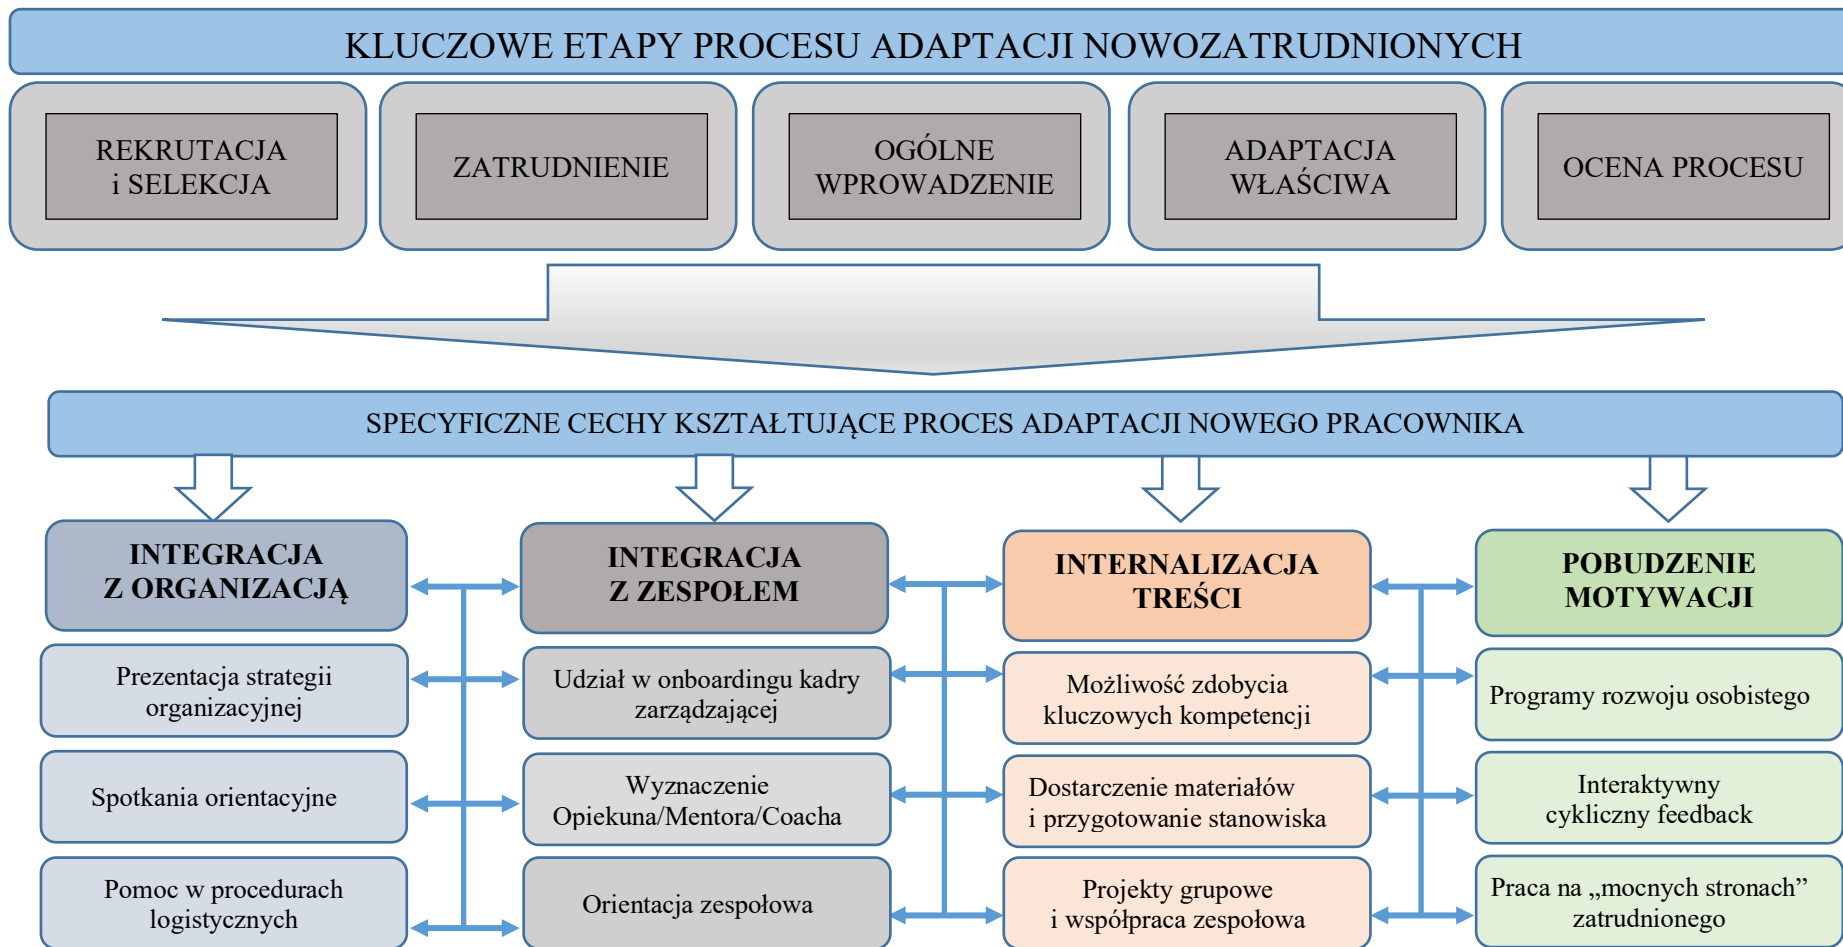 KLUCZOWE ETAPY PROCESU ADAPTACJI NOWOZATRUDNIONYCH
REKRUTACJA
i SELEKCJA
ZATRUDNIENIE
OGÓLNE
WPROWADZENIE
ADAPTACJA
WŁAŚCIWA
OCENA PROCESU
SPECYFICZNE CECHY KSZTAŁTUJĄCE PROCES ADAPTACJI NOWEGO PRACOWNIKA
INTEGRACJA
Z ORGANIZACJĄ
Prezentacja strategii
organizacyjnej
Spotkania orientacyjne
Pomoc w procedurach
logistycznych
INTEGRACJA
Z ZESPOŁEM
Udział w onboardingu kadry
zarządzającej
Wyznaczenie
Opiekuna/Mentora/Coacha
Orientacja zespołowa
INTERNALIZACJA
TREŚCI
Możliwość zdobycia
kluczowych kompetencji
Dostarczenie materiałów
i przygotowanie stanowiska
Projekty grupowe
i współpraca zespołowa
POBUDZENIE
MOTYWACJI
Programy rozwoju osobistego
Interaktywny
cykliczny feedback
Praca na „mocnych stronach”
zatrudnionego